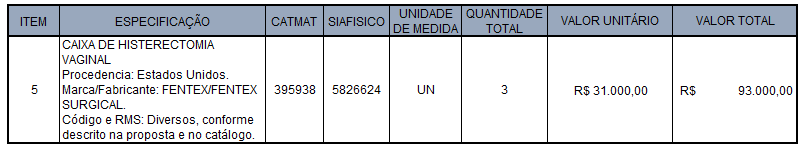 ITEM ESPECIFICAÇÃO CATMAT SIAFISICO UNIDADE DE MEDIDA QUANTIDADE TOTAL VALOR UNITÁRIO VALOR TOTAL
CAIXA DE HISTERECTOMIA
VAGINAL
Procedencia: Estados Unidos.
5 Marca/Fabricante: FENTEX/FENTEX 395938 5826624 UN 3 R$ 31.000,00 R$ 93.000,00
SURGICAL.
Código e RMS: Diversos, conforme
descrito na proposta e no catálogo.